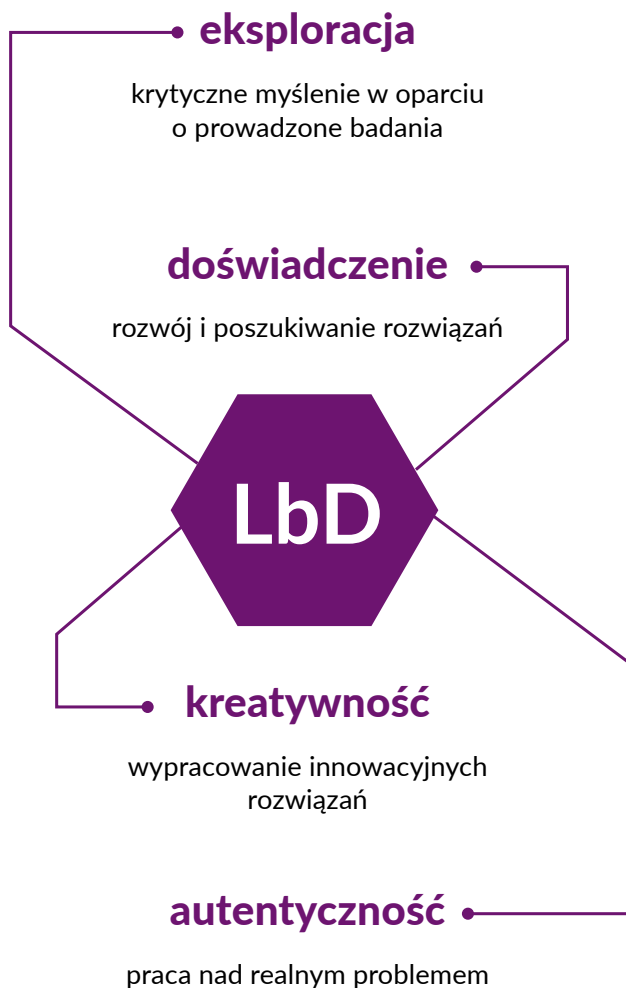 eksploracja
krytyczne myślenie w oparciu
o prowadzone badania
doświadczenie
rozwój i poszukiwanie rozwiązań
LbD
kreatywność
wypracowanie innowacyjnych
rozwiązań
autentyczność
praca nad realnym problemem